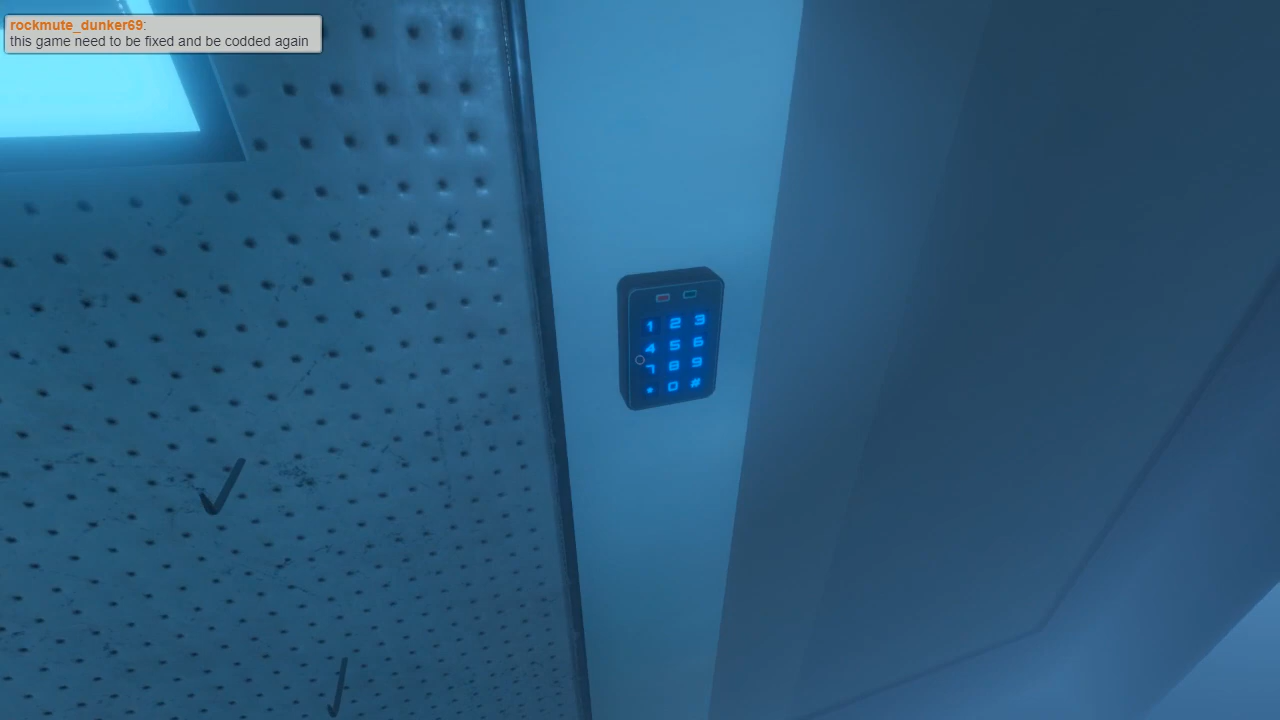 rockmute_dunker69:
this game need to be fixed and be codded again
1 2 3
4 5 6
7 8 9
* 0 #